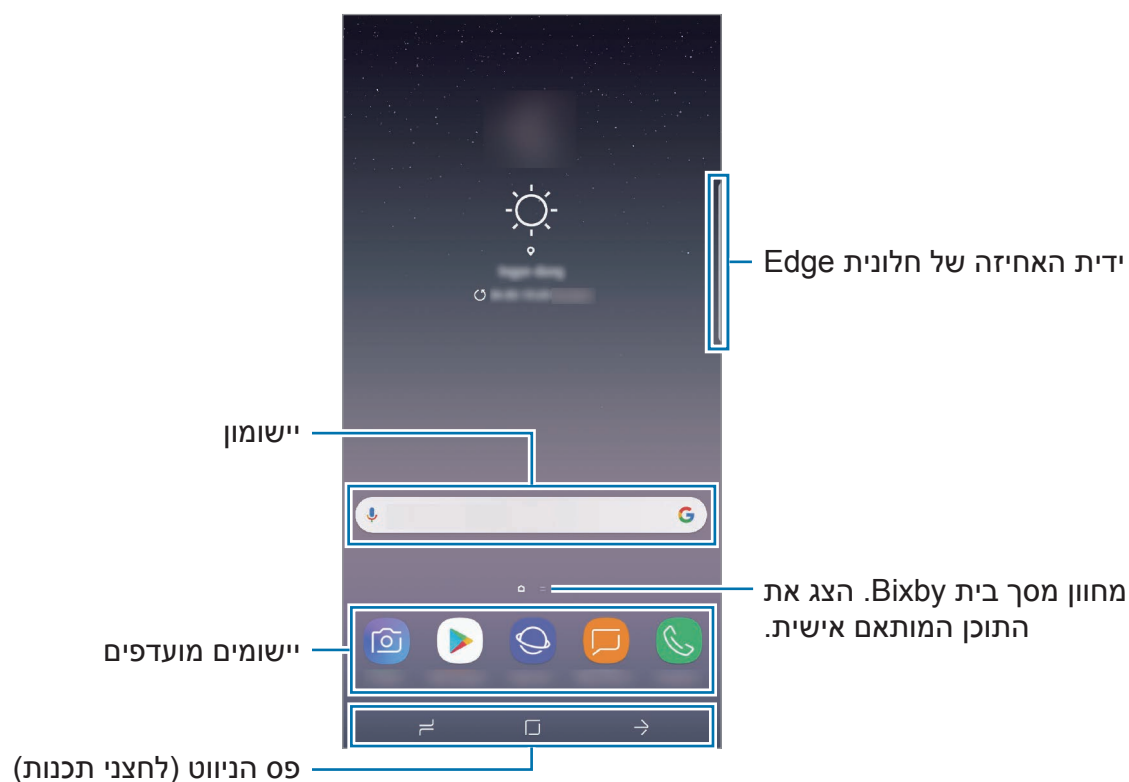 ידית האחיזה של חלונית Edge
יישומון
מחוון מסך בית Bixby. הצג את
התוכן המותאם אישית.
יישומים מועדפים
פס הניווט (לחצני תכנות)